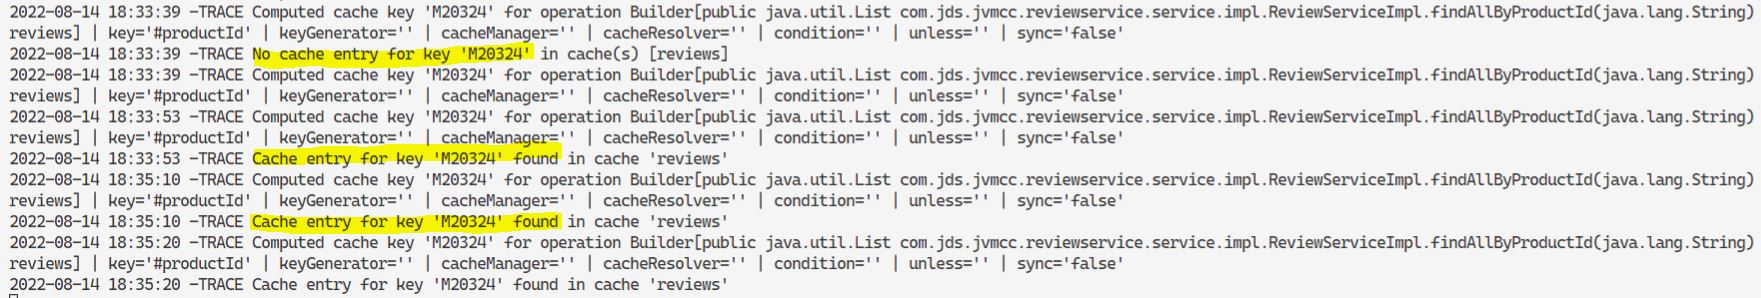 2022-08-14 18:33:39 -TRACE Computed cache key 'M20324' for operation Builder[public java.util.List com.jds.jvmcc.reviewservice.service.impl.ReviewServiceImpl.findAllByProductId(java.lang.String)
reviews] | key='#productId' | keyGenerator='' | cacheManager='' | cacheResolver='' | condition='' | unless='' | sync='false'
2022-08-14 18:33:39 -TRACE No cache entry for key 'M20324' in cache(s) [reviews]
2022-08-14 18:33:39 -TRACE Computed cache key 'M20324' for operation Builder[public java.util.List com.jds.jvmcc.reviewservice.service.impl.ReviewServiceImpl.findAllByProductId(java.lang.String)
reviews] | key='#productId' | keyGenerator='' | cacheManager='' | cacheResolver='' | condition='' | unless='' | sync='false'
2022-08-14 18:33:53 -TRACE Computed cache key 'M20324' for operation Builder[public java.util.List com.jds.jvmcc.reviewservice.service.impl.ReviewServiceImpl.findAllByProductId(java.lang.String)
reviews] | key='#productId' | keyGenerator='' | cacheManager='' | cacheResolver='' | condition='' | unless='' | sync='false'
2022-08-14 18:33:53 -TRACE Cache entry for key 'M20324' found in cache 'reviews'
2022-08-14 18:35:10 -TRACE Computed cache key 'M20324' for operation Builder[public java.util.List com.jds.jvmcc.reviewservice.service.impl.ReviewServiceImpl.findAllByProductId(java.lang.String)
reviews] | key='#productId' | keyGenerator='' | cacheManager='' | cacheResolver='' | condition='' | unless='' | sync='false'
2022-08-14 18:35:10 -TRACE Cache entry for key 'M20324' found in cache 'reviews'
2022-08-14 18:35:20 -TRACE Computed cache key 'M20324' for operation Builder[public java.util.List com.jds.jvmcc.reviewservice.service.impl.ReviewServiceImpl.findAllByProductId(java.lang.String)
reviews] | key='#productId' | keyGenerator='' | cacheManager='' | cacheResolver='' | condition='' | unless='' | sync='false'
2022-08-14 18:35:20 -TRACE Cache entry for key 'M20324' found in cache 'reviews'